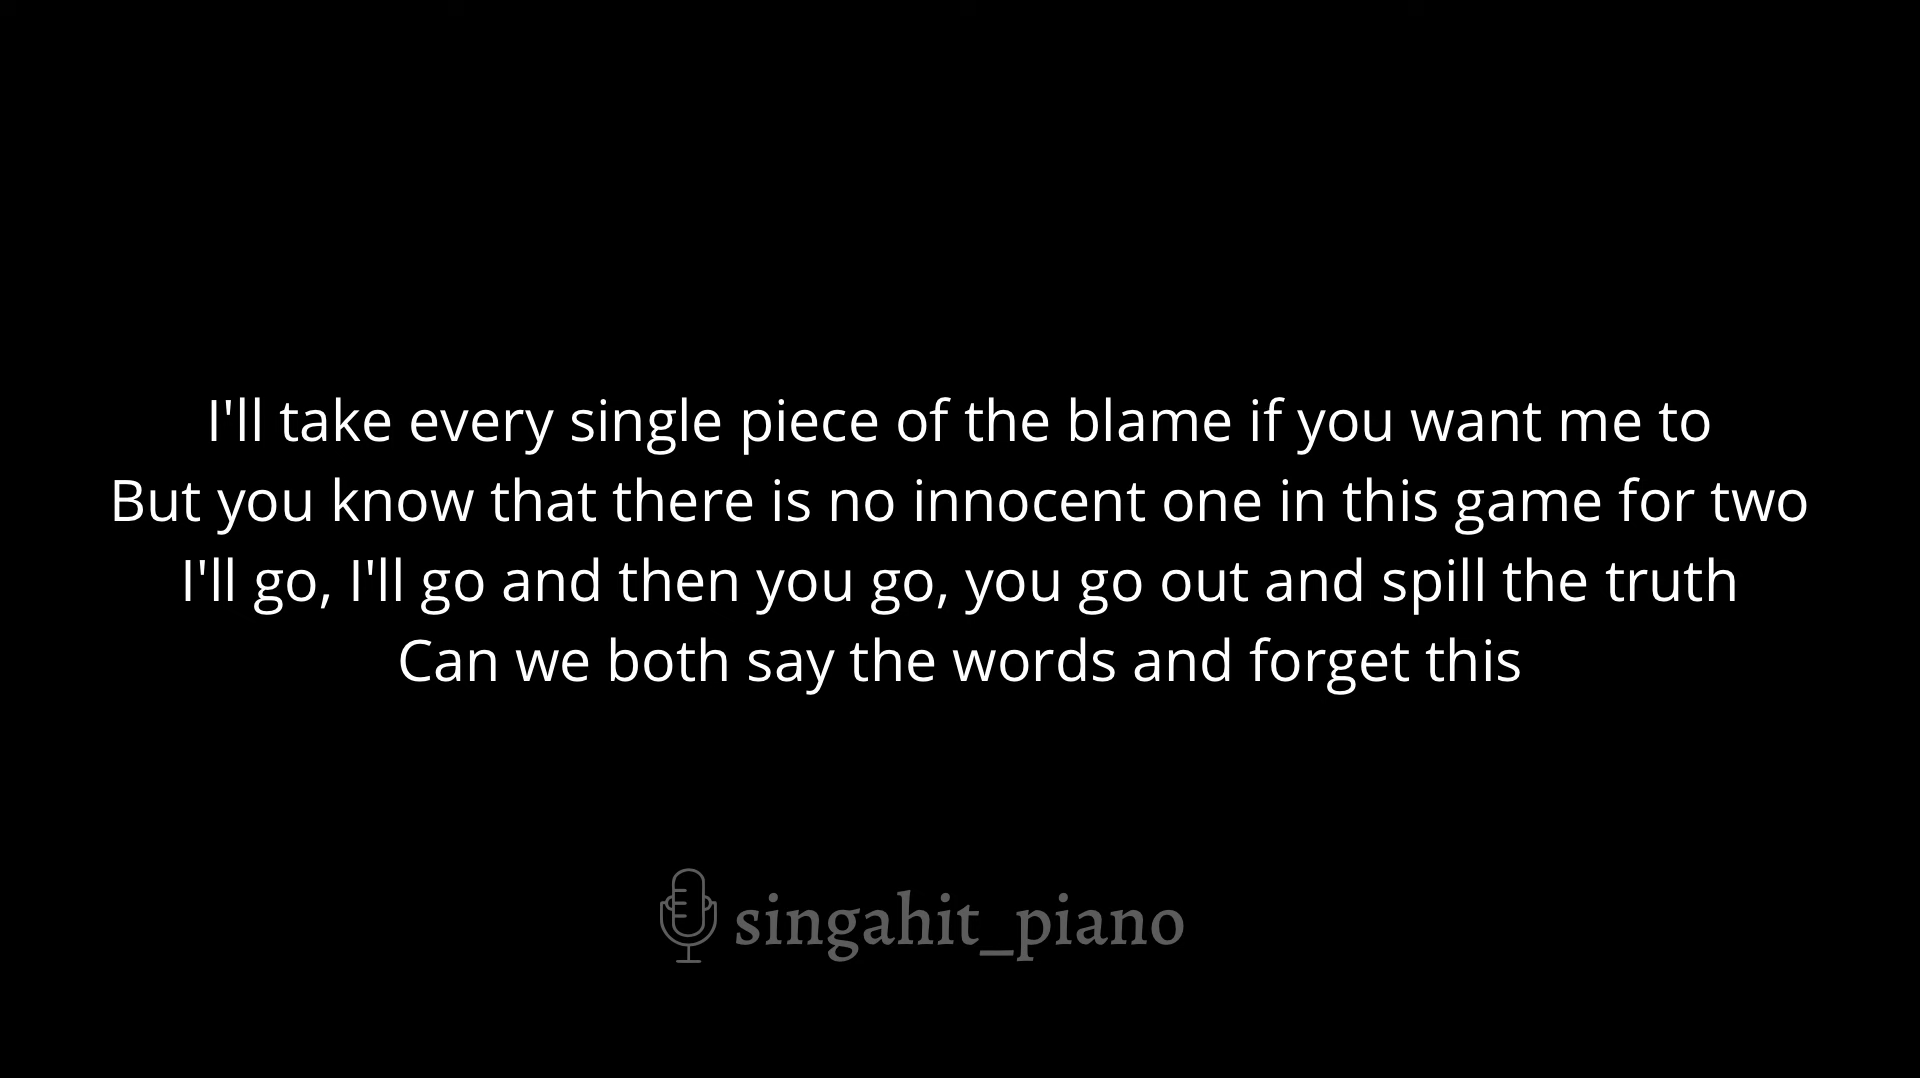 I'll take every single piece of the blame if you want me to
But you know that there is no innocent one in this game for two
I'll go, I'll go and then you go, you go out and spill the truth
Can we both say the words and forget this
singahit_piano